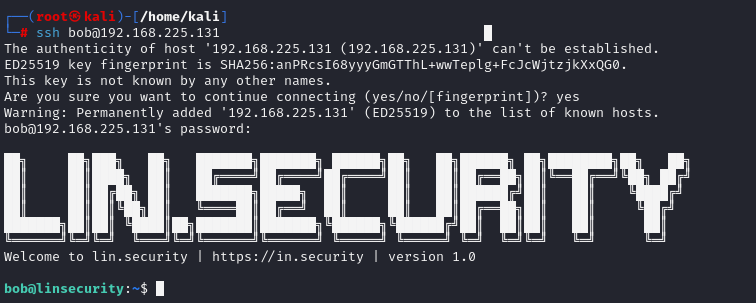 (root㉿kali)-[/home/kali]
# ssh bob@192.168.225.131
The authenticity of host '192.168.225.131 (192.168.225.131)' can't be established.
ED25519 key fingerprint is SHA256:anPRcsI68yyyGmGTThL+wwTeplg+FcJcWjtzjkXxQG0.
This key is not known by any other names.
Are you sure you want to continue connecting (yes/no/[fingerprint])? yes
Warning: Permanently added '192.168.225.131' (ED25519) to the list of known hosts.
bob@192.168.225.131's password:
LIN.SECURITY
Welcome to lin.security | https://in.security | version 1.0
bob@linsecurity:~$